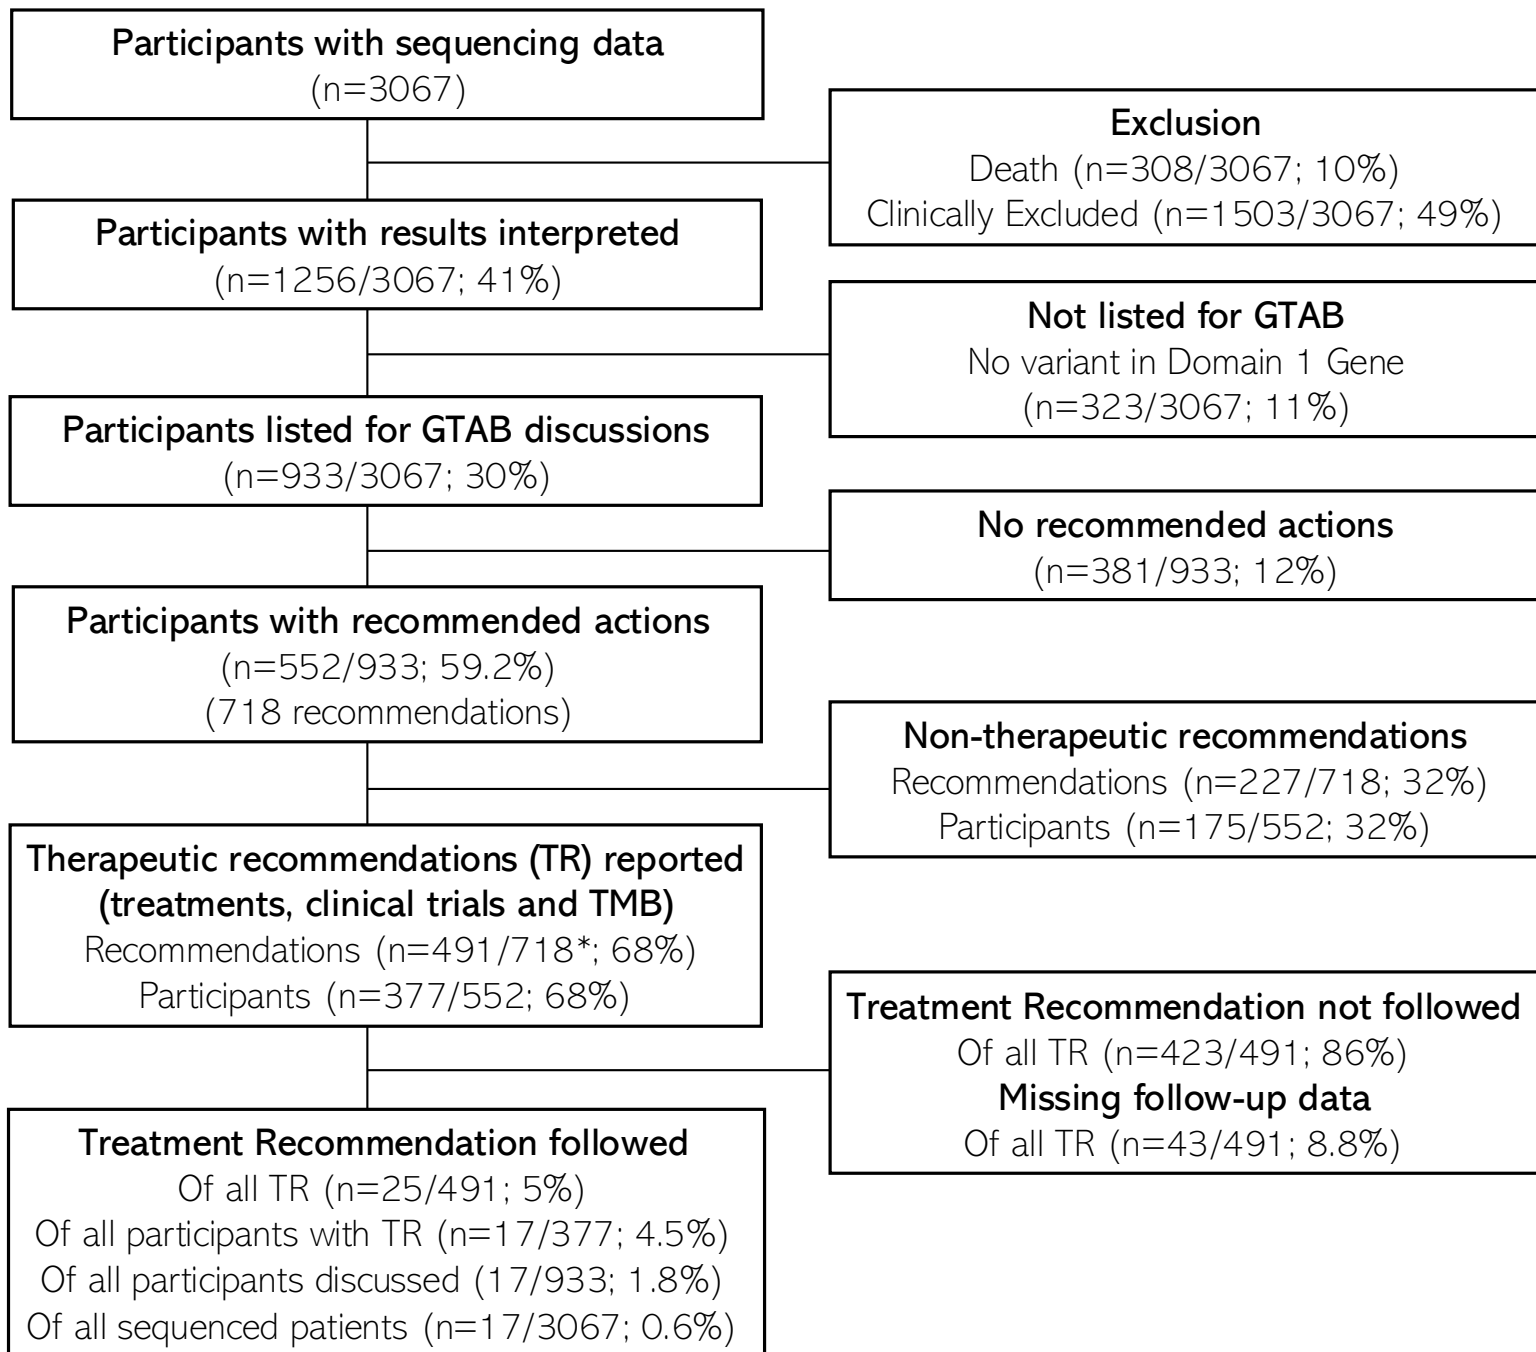 Participants with sequencing data
(n=3067)
Exclusion
Death (n=308/3067; 10%)
Clinically Excluded (n=1503/3067; 49%)
Participants with results interpreted
(n=1256/3067; 41%)
Not listed for GTAB
No variant in Domain 1 Gene
(n=323/3067; 11%)
Participants listed for GTAB discussions
(n=933/3067; 30%)
No recommended actions
(n=381/933; 12%)
Participants with recommended actions
(n=552/933; 59.2%)
(718 recommendations)
Non-therapeutic recommendations
Recommendations (n=227/718; 32%)
Participants (n=175/552; 32%)
Therapeutic recommendations (TR) reported
(treatments, clinical trials and TMB)
Recommendations (n=491/718*; 68%)
Participants (n=377/552; 68%)
Treatment Recommendation not followed
Of all TR (n=423/491; 86%)
Missing follow-up data
Of all TR (n=43/491; 8.8%)
Treatment Recommendation followed
Of all TR (n=25/491; 5%)
Of all participants with TR (n=17/377; 4.5%)
Of all participants discussed (17/933; 1.8%)
Of all sequenced patients (n=17/3067; 0.6%)